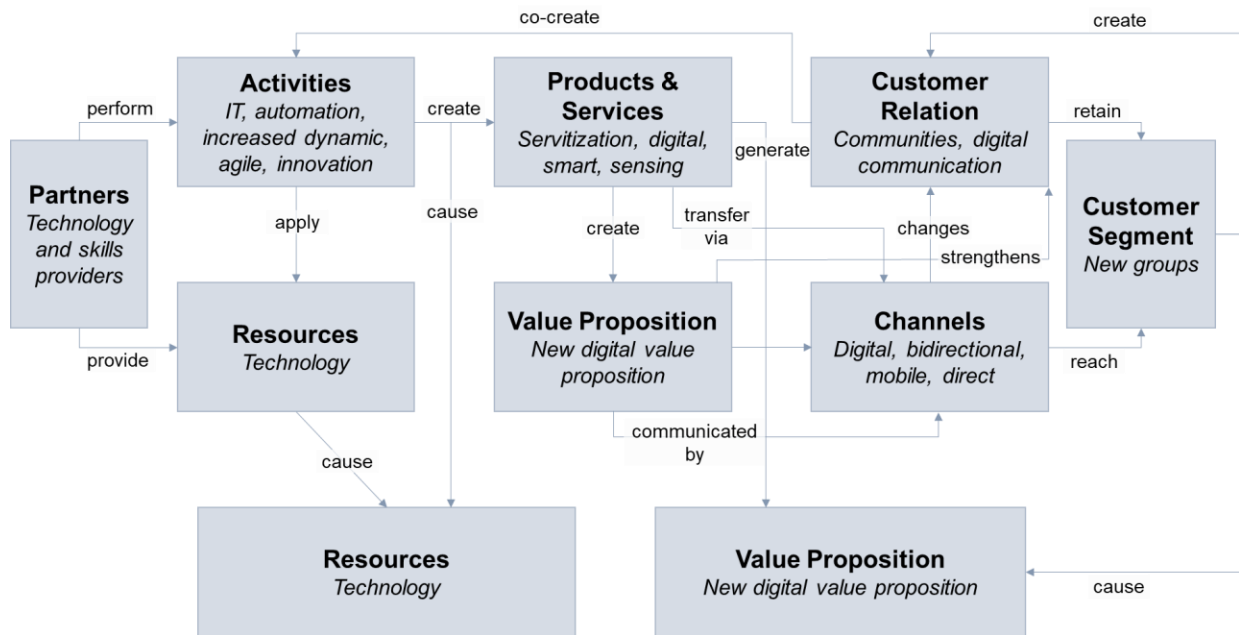 co-create
create
Activities
IT, automation,
increased dynamic,
agile, innovation
Products &
Services
Servitization, digital,
smart, sensing
Customer
Relation
Communities, digital
communication
perform
create
generate
retain
Partners
Technology
and skills
providers
apply
cause
create
transfer
via
changes
strengthens
Customer
Segment
New groups
Resources
Technology
Value Proposition
New digital value
proposition
Channels
Digital, bidirectional,
mobile, direct
provide
reach
cause
communicated
by
Resources
Technology
Value Proposition
New digital value proposition
cause